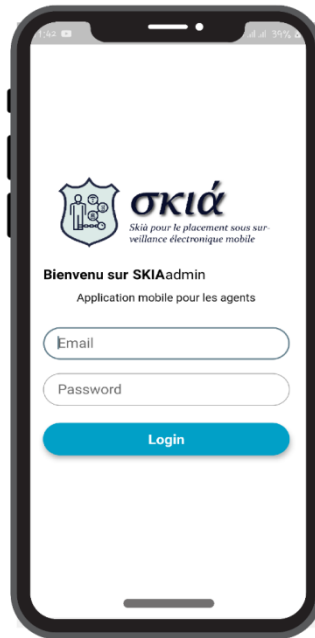 39%
σκιά
Skià pour le placement sous sur-
veillance électronique mobile
Bienvenu sur SKIAadmin
Application mobile pour les agents
Email
Password
Login